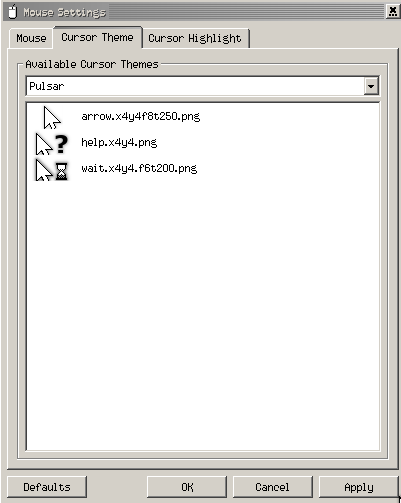 Mouse Settings
Mouse Cursor Theme Cursor Highlight
Available Cursor Themes
Pulsar
arrow.x4y4f8t250.png
help.x4y4.png
wait.x4y4.f6t200.png
Defaults OK Cancel Apply